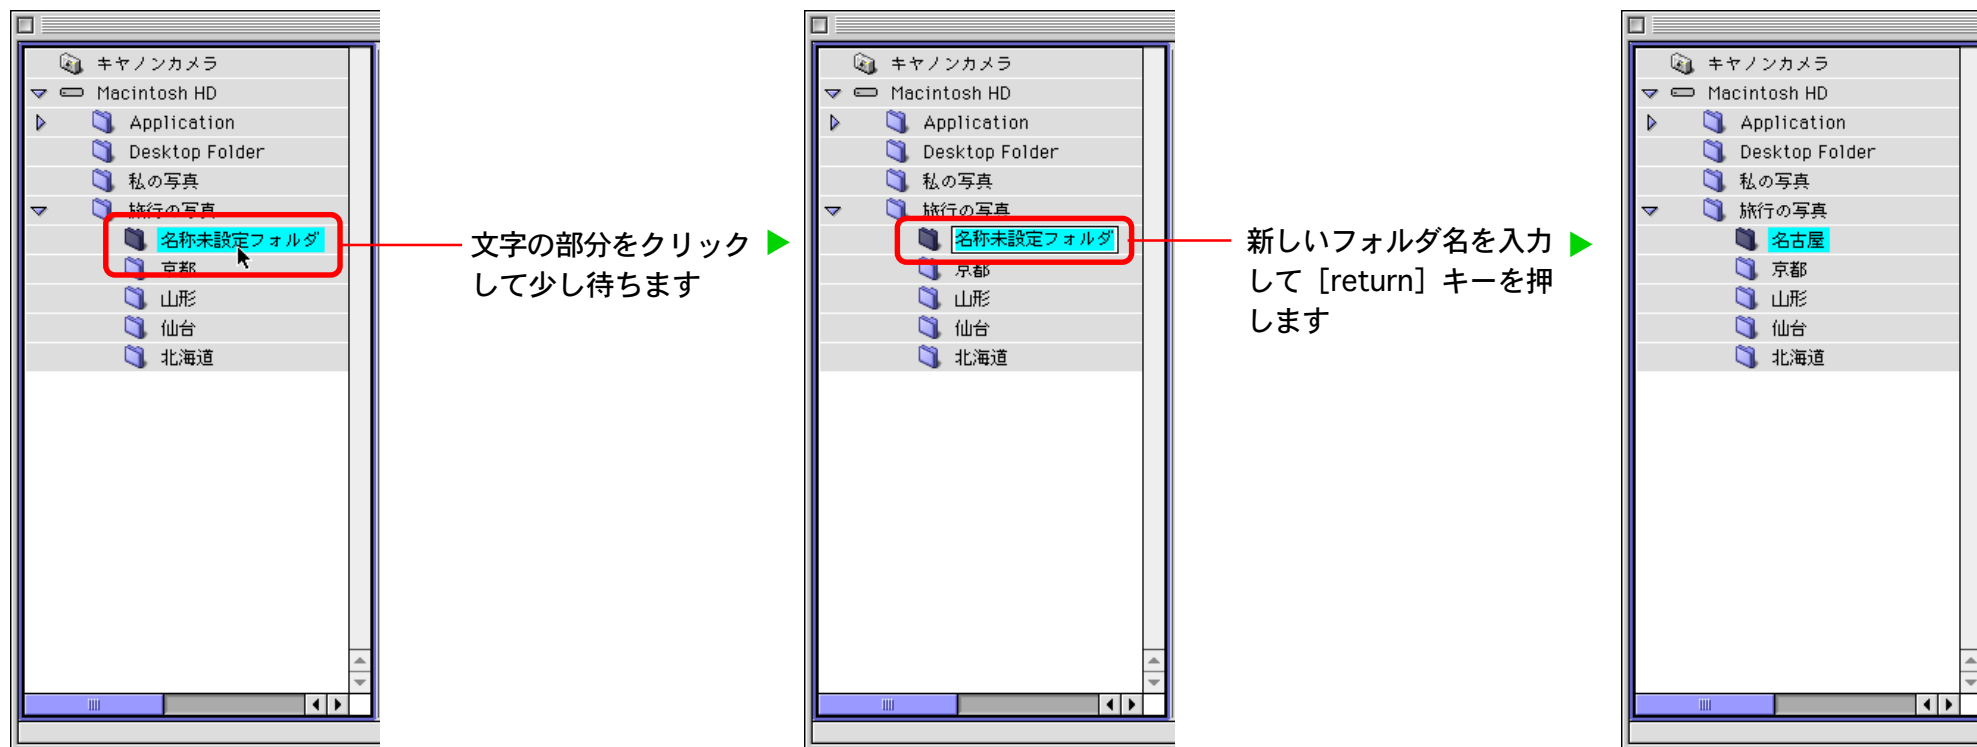 キヤノンカメラ
Macintosh HD
Application
Desktop Folder
私の写真
旅行の写真
名称未設定フォルダ
京都
山形
仙台
北海道
文字の部分をクリック
して少し待ちます
キヤノンカメラ
Macintosh HD
Application
Desktop Folder
私の写真
旅行の写真
名称未設定フォルダ
京都
山形
仙台
北海道
新しいフォルダ名を入力
して［return］キーを押
します
キヤノンカメラ
Macintosh HD
Application
Desktop Folder
私の写真
旅行の写真
名古屋
京都
山形
仙台
北海道